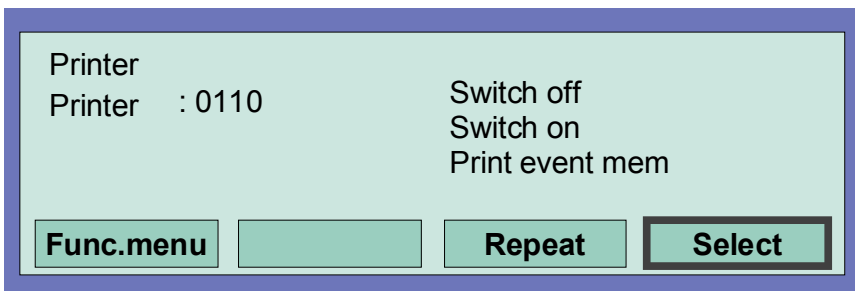 Printer
Printer : 0110
Switch off
Switch on
Print event mem
Func.menu
Repeat
Select